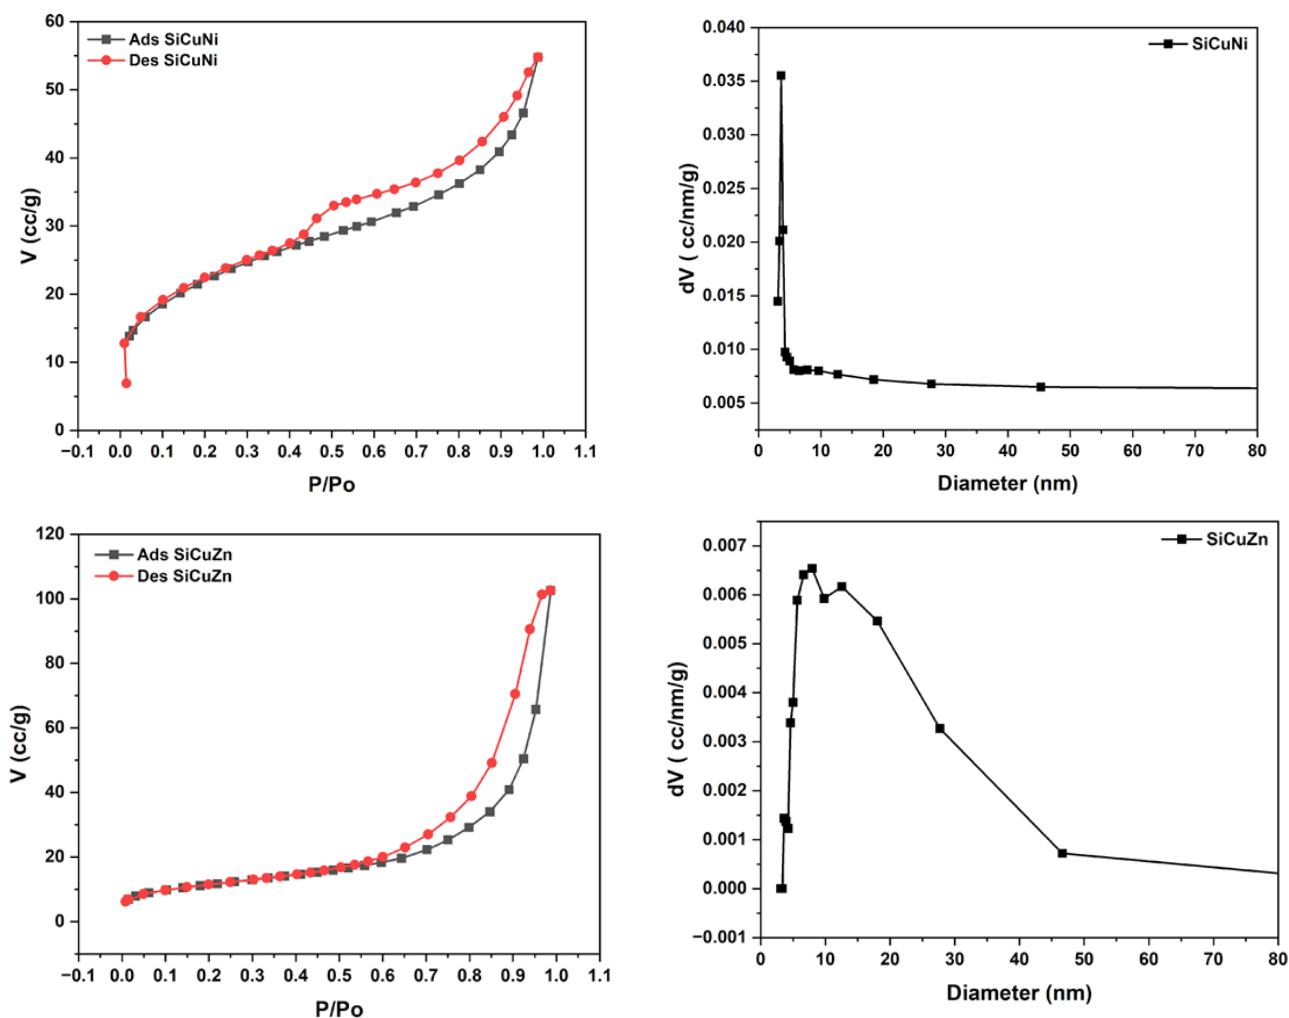 Ads SiCuNi
Des SiCuNi
V (cc/g)
60
50
40
30
20
10
0
−0.1 0.0 0.1 0.2 0.3 0.4 0.5 0.6 0.7 0.8 0.9 1.0 1.1
P/Po
SiCuNi
dV ( cc/nm/g)
0.040
0.035
0.030
0.025
0.020
0.015
0.010
0.005
0 10 20 30 40 50 60 70 80
Diameter (nm)
Ads SiCuZn
Des SiCuZn
V (cc/g)
120
100
80
60
40
20
0
−0.1 0.0 0.1 0.2 0.3 0.4 0.5 0.6 0.7 0.8 0.9 1.0 1.1
P/Po
SiCuZn
dV ( cc/nm/g)
0.007
0.006
0.005
0.004
0.003
0.002
0.001
0.000
−0.001
0 10 20 30 40 50 60 70 80
Diameter (nm)